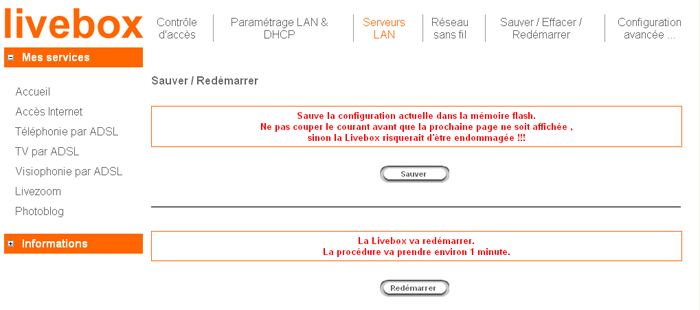 livebox
Contrôle
d'accès
Paramétrage LAN &
DHCP
Serveurs
LAN
Réseau
sans fil
Sauver / Effacer /
Redémarrer
Configuration
avancée ...
Mes services
Accueil
Accès Internet
Téléphonie par ADSL
TV par ADSL
Visiophonie par ADSL
Livezoom
Photoblog
Informations
Sauver / Redémarrer
Sauve la configuration actuelle dans la mémoire flash.
Ne pas couper le courant avant que la prochaine page ne soit affichée ,
sinon la Livebox risquerait d'être endommagée !!!
Sauver
La Livebox va redémarrer.
La procédure va prendre environ 1 minute.
Redémarrer